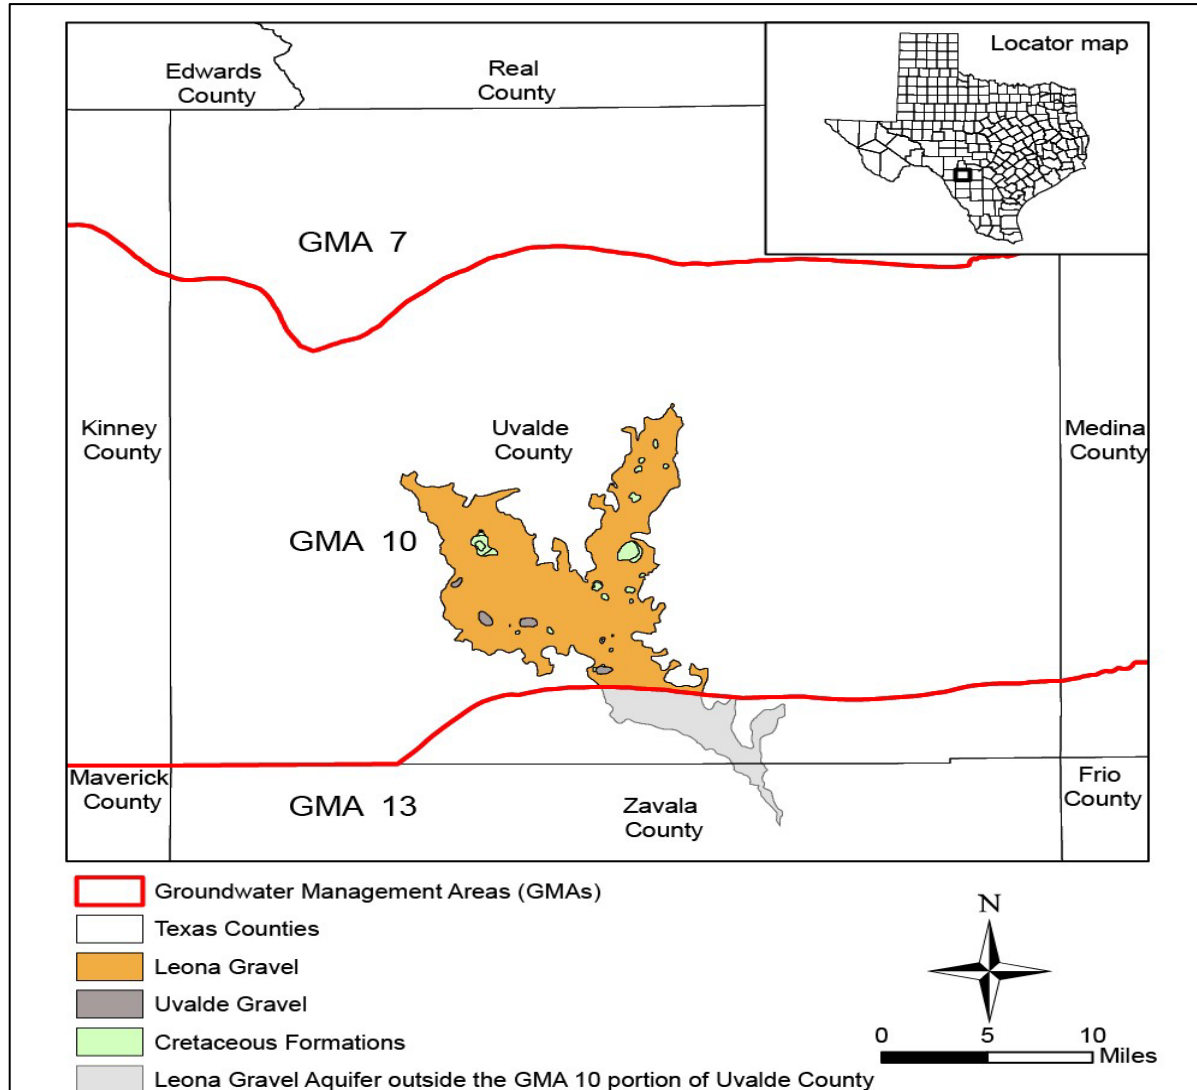 Edwards
County
Real
County
Locator map
GMA 7
Kinney
County
Uvalde
County
Medina
County
GMA 10
Maverick
County
GMA 13
Zavala
County
Frio
County
Groundwater Management Areas (GMAs)
Texas Counties
Leona Gravel
Uvalde Gravel
Cretaceous Formations
Leona Gravel Aquifer outside the GMA 10 portion of Uvalde County
N
0 5 10
Miles